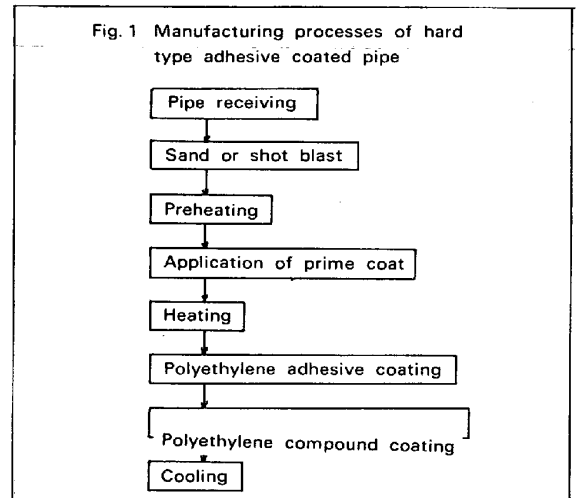 Fig. 1 Manufacturing processes of hard
type adhesive coated pipe
Pipe receiving
Sand or shot blast
Preheating
Application of prime coat
Heating
Polyethylene adhesive coating
Polyethylene compound coating
Cooling